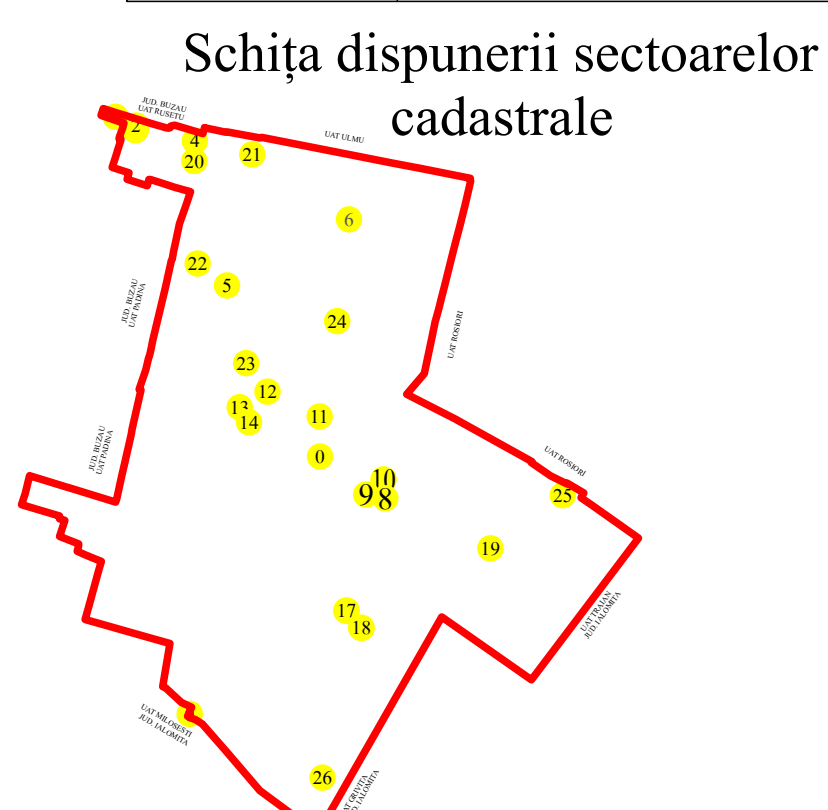 Schița dispunerii sectoarelor
cadastrale
JUD. BUZAU
UAT RUSETU
UAT ULMU
2
4
20
21
6
22
5
JUD. BUZAU
UAT PADINA
24
UAT ROSIORI
23
12
13
14
11
JUD. BUZAU
UAT PADINA
0
UAT ROSIORI
10
9
8
25
19
17
18
UAT TRAIAN
JUD. IALOMITA
UAT MILOSESTI
JUD. IALOMITA
26
GRIVITA
IALOMITA